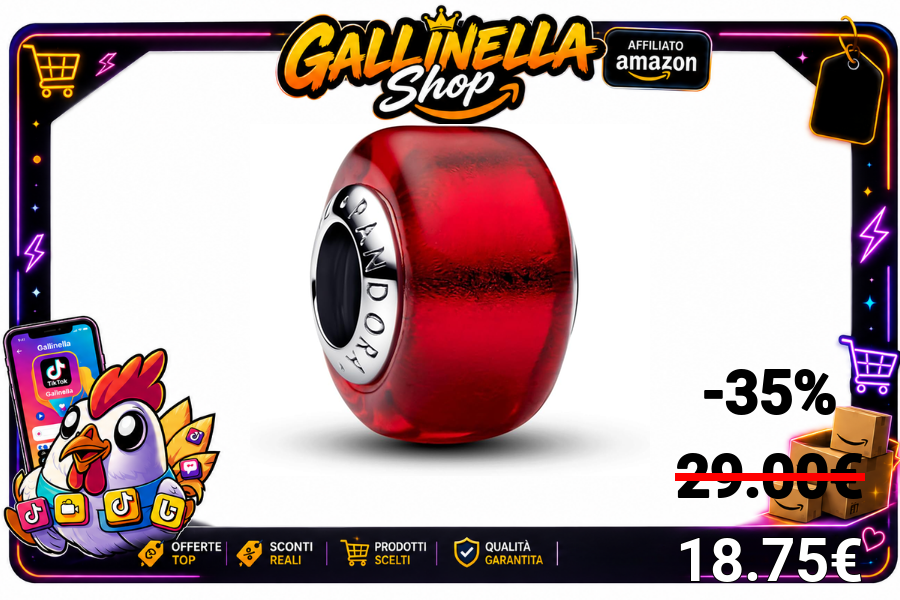 GALLINELLA
Shop
AFFILIATO
amazon
PANDORA
Gallinella
TikTok
Gallinella
-35%
29.00€
18.75€
OFFERTE
TOP
SCONTI
REALI
PRODOTTI
SCELTI
QUALITÀ
GARANTITA